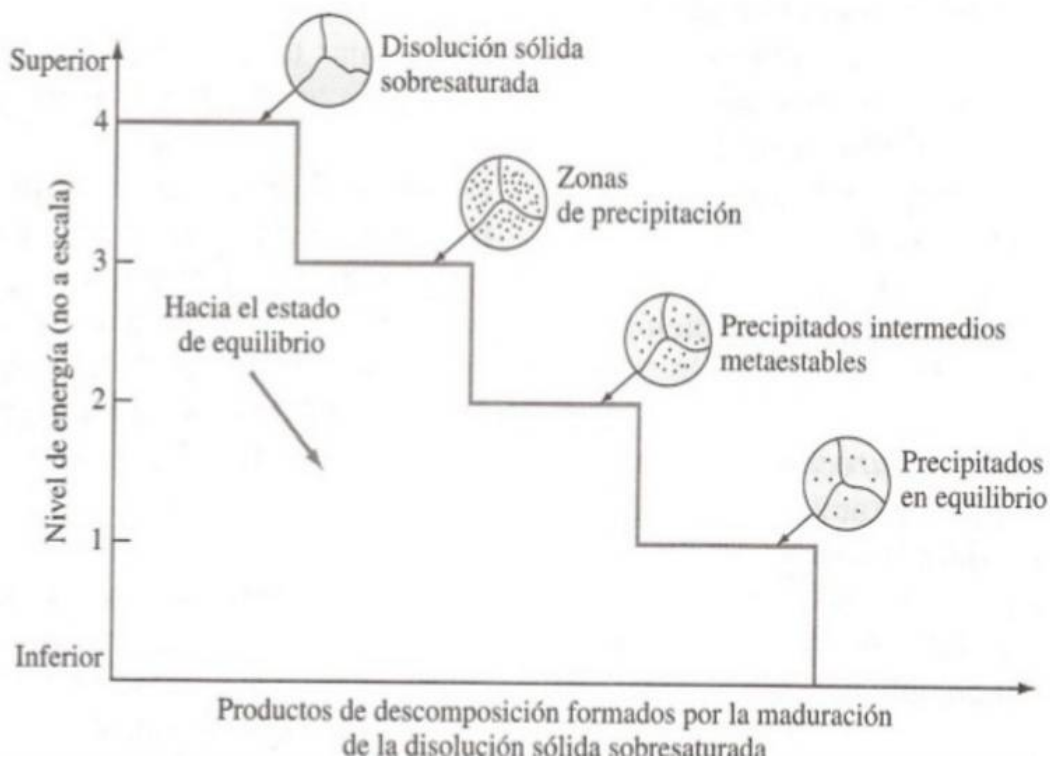 Superior
Disolución sólida
sobresaturada
4
Zonas
de precipitación
3
Hacia el estado
de equilibrio
Precipitados intermedios
metaestables
2
Precipitados
en equilibrio
1
Inferior
Nivel de energía (no a escala)
Productos de descomposición formados por la maduración
de la disolución sólida sobresaturada